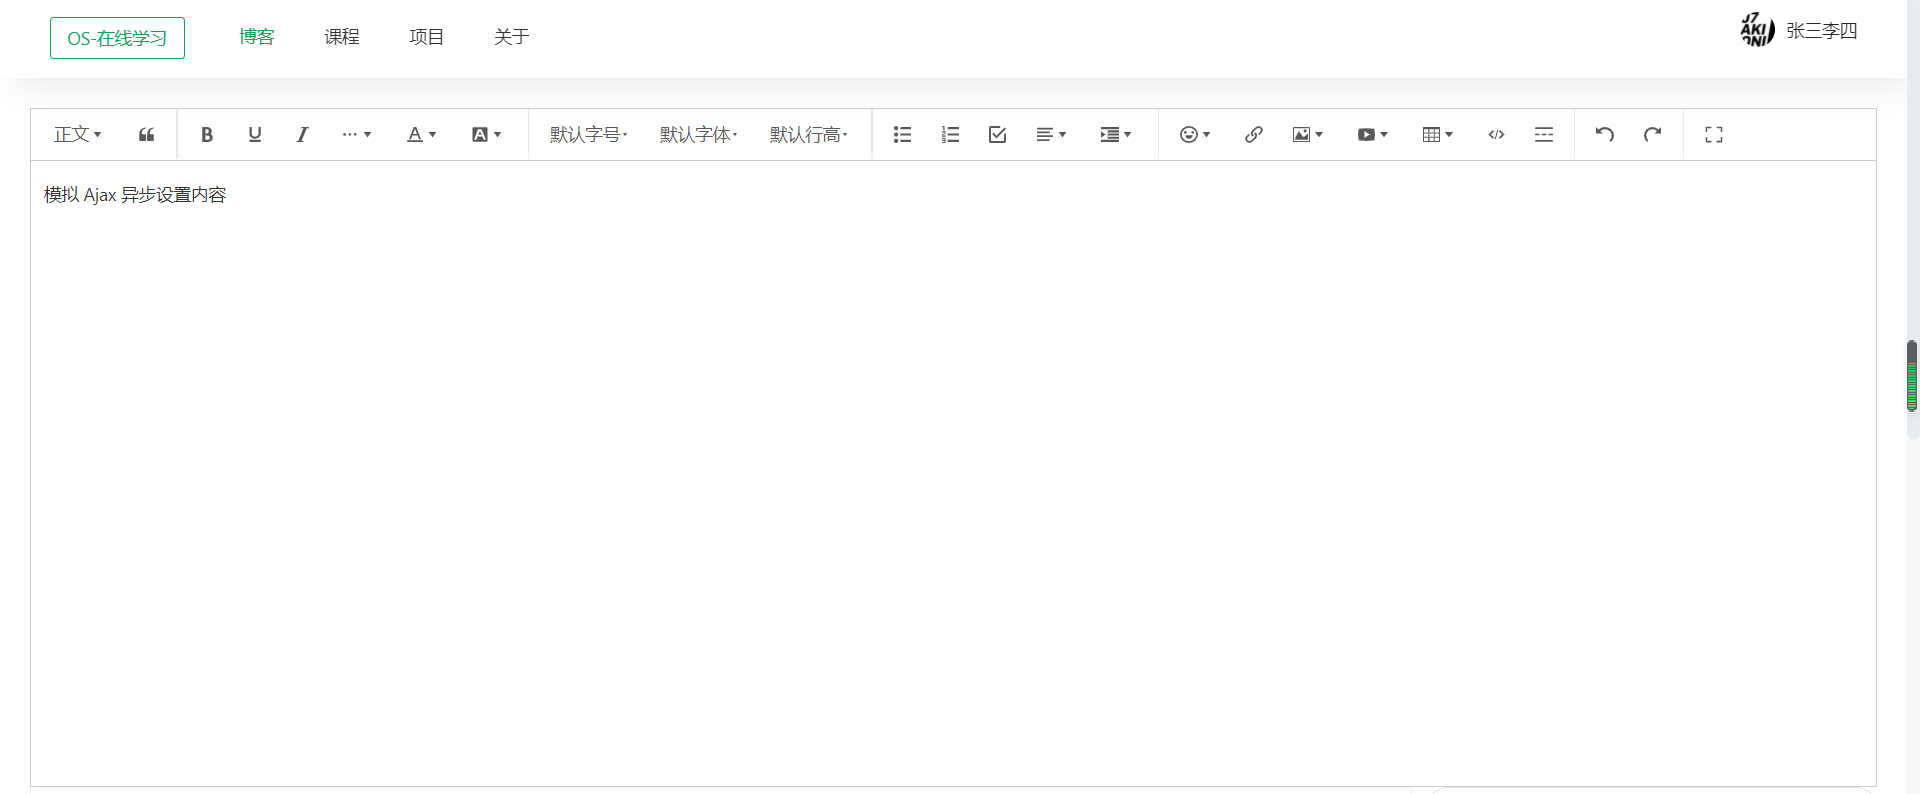 OS-在线学习 博客 课程 项目 关于 张三李四
正文 默认字号 默认字体 默认行高
模拟 Ajax 异步设置内容